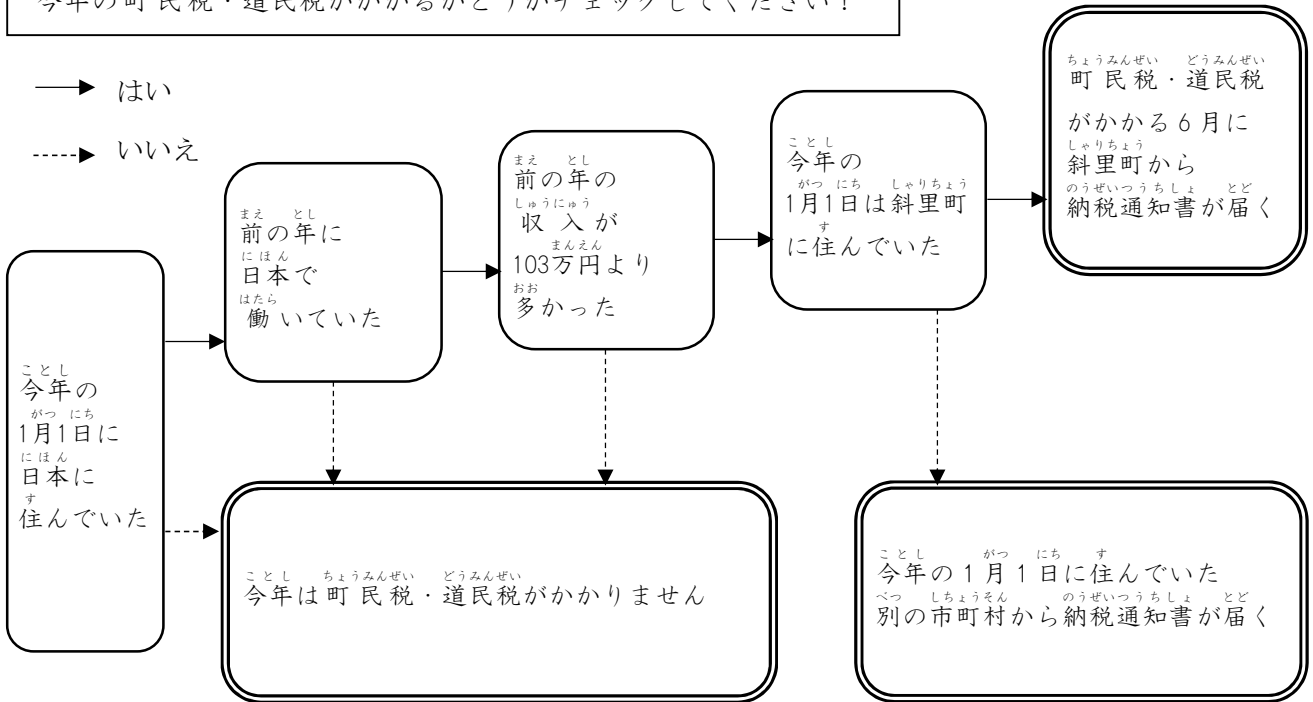 今年の町民税・道民税がかかるかどうかチェックしてください！
はい
いいえ
ことし
今年の
がつ にち
1月1日に
にほん
日本に
す
住んでいた
まえ とし
前の年に
にほん
日本で
はたら
働いていた
まえ とし
前の年の
しゅうにゅう
収入が
まんえん
103万円より
おお
多かった
ことし
今年の
がつ にち しゃりちょう
1月1日は斜里町
す
に住んでいた
ちょうみんぜい どうみんぜい
町民税・道民税
がかかる6月に
しゃりちょう
斜里町から
のうぜいつうちしょ とど
納税通知書が届く
ことし ちょうみんぜい どうみんぜい
今年は町民税・道民税がかかりません
ことし がつ にち す
今年の1月1日に住んでいた
べつ しちょうそん のうぜいつうちしょ とど
別の市町村から納税通知書が届く